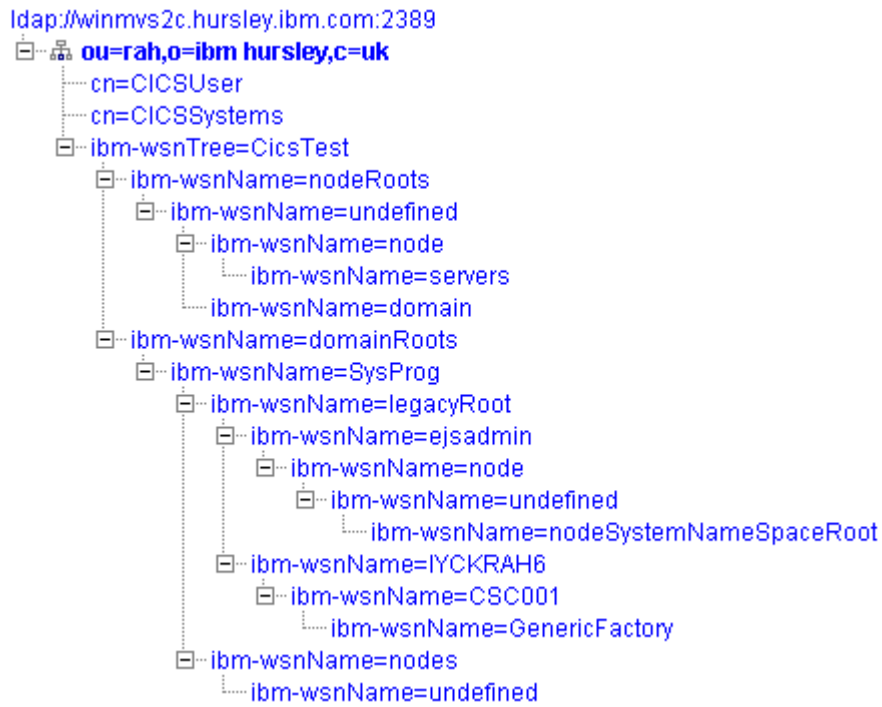 ldap://winmvs2c.hursley.ibm.com:2389
ou=rah,o=ibm hursley,c=uk
cn=CICSUser
cn=CICSSystems
ibm-wsnTree=CicsTest
ibm-wsnName=nodeRoots
ibm-wsnName=undefined
ibm-wsnName=node
ibm-wsnName=servers
ibm-wsnName=domain
ibm-wsnName=domainRoots
ibm-wsnName=SysProg
ibm-wsnName=legacyRoot
ibm-wsnName=ejsadmin
ibm-wsnName=node
ibm-wsnName=undefined
ibm-wsnName=nodeSystemNameSpaceRoot
ibm-wsnName=IYCKRAH6
ibm-wsnName=CSC001
ibm-wsnName=GenericFactory
ibm-wsnName=nodes
ibm-wsnName=undefined